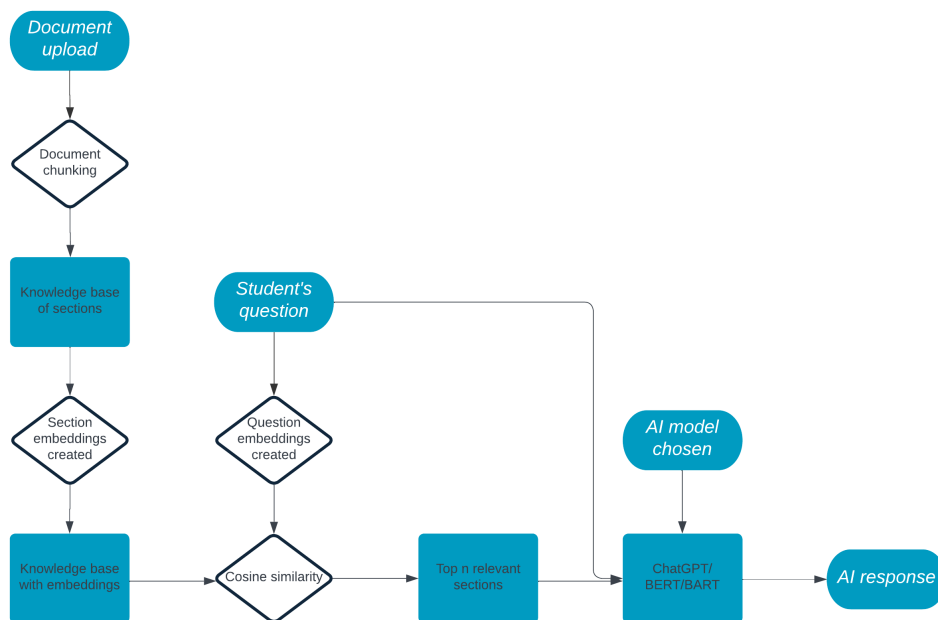 Document
upload
Document
chunking
Knowledge base
of sections
Student's
question
Section
embeddings
created
Question
embeddings
created
AI model
chosen
Knowledge base
with embeddings
Cosine similarity
Top n relevant
sections
ChatGPT/
BERT/BART
AI response